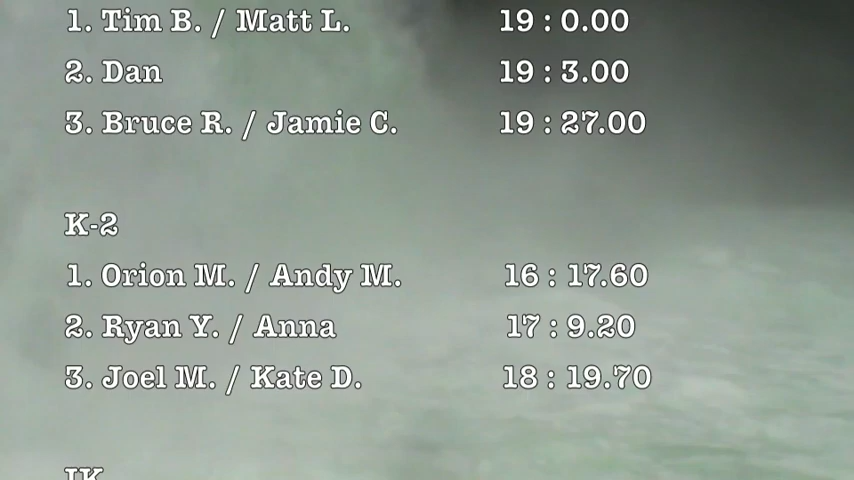 1. Tim B. / Matt L. 19 : 0.00
2. Dan 19 : 3.00
3. Bruce R. / Jamie C. 19 : 27.00
K-2
1. Orion M. / Andy M. 16 : 17.60
2. Ryan Y. / Anna 17 : 9.20
3. Joel M. / Kate D. 18 : 19.70